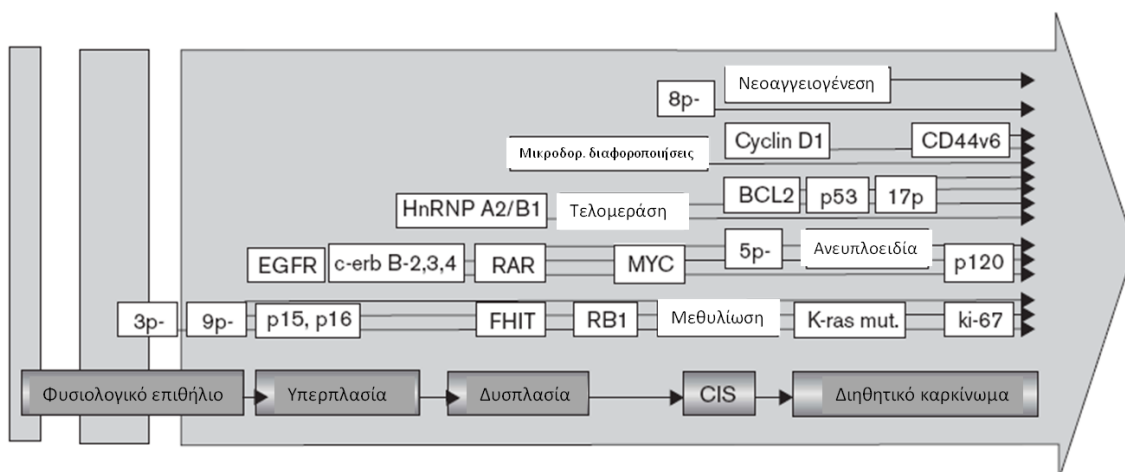 Νεοαγγειογένεση
8p-
Cyclin D1 CD44v6
Μικροδορ. διαφοροποιήσεις
BCL2 p53 17p
HnRNP A2/B1 Τελομεράση
5p- Ανευπλοειδία
EGFR c-erb B-2,3,4 RAR MYC p120
3p- 9p- p15, p16 FHIT RB1 Μεθυλίωση K-ras mut. ki-67
Φυσιολογικό επιθήλιο Υπερπλασία Δυσπλασία CIS Διηθητικό καρκίνωμα